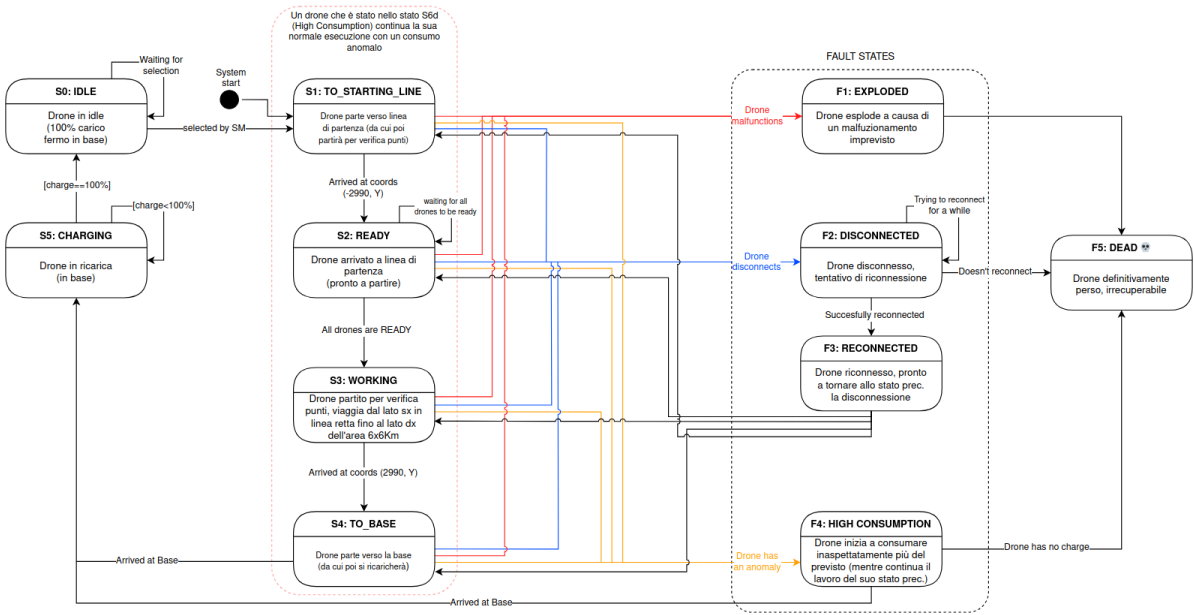 Un drone che è stato nello stato S6d
(High Consumption) continua la sua
normale esecuzione con un consumo
anomalo
Waiting for
selection
System
start
FAULT STATES
S0: IDLE
Drone in idle
(100% carico
fermo in base)
selected by SM
S1: TO_STARTING_LINE
Drone parte verso linea
di partenza (da cui poi
partirà per verifica punti)
Drone
malfunctions
F1: EXPLODED
Drone esplode a causa di
un malfuzionamento
imprevisto
[charge==100%]
[charge<100%]
Arrived at coords
(-2990, Y)
waiting for all
drones to be ready
Trying to reconnect
for a while
S5: CHARGING
Drone in ricarica
(in base)
S2: READY
Drone arrivato a linea di
partenza
(pronto a partire)
Drone
disconnects
F2: DISCONNECTED
Drone disconnesso,
tentativo di riconnessione
Doesn't reconnect
F5: DEAD 💀
Drone definitivamente
perso, irrecuperabile
All drones are READY
Succesfully reconnected
S3: WORKING
Drone partito per verifica
punti, viaggia dal lato sx in
linea retta fino al lato dx
dell'area 6x6Km
F3: RECONNECTED
Drone riconnesso, pronto
a tornare allo stato prec.
la disconnessione
Arrived at coords (2990, Y)
S4: TO_BASE
Drone parte verso la base
(da cui poi si ricaricherà)
Arrived at Base
Drone has
an anomaly
F4: HIGH CONSUMPTION
Drone inizia a consumare
inaspettatamente più del
previsto (mentre continua il
lavoro del suo stato prec.)
Drone has no charge
Arrived at Base